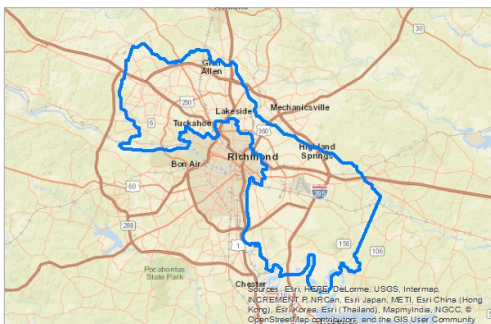 Glen
Allen
295
250
Lakeside
Mechanicsville
6
Tuckahoe
360
Highland
Springs
Richmond
Bon Air
60
295
288
1
156
106
Pocahontas
State Park
Chester
Sources: Esri, HERE, DeLorme, USGS, Intermap,
INCREMENT P, NRCan, Esri Japan, METI, Esri China (Hong
Kong), Esri Korea, Esri (Thailand), MapmyIndia, NGCC, ©
OpenStreetMap contributors, and the GIS User Community